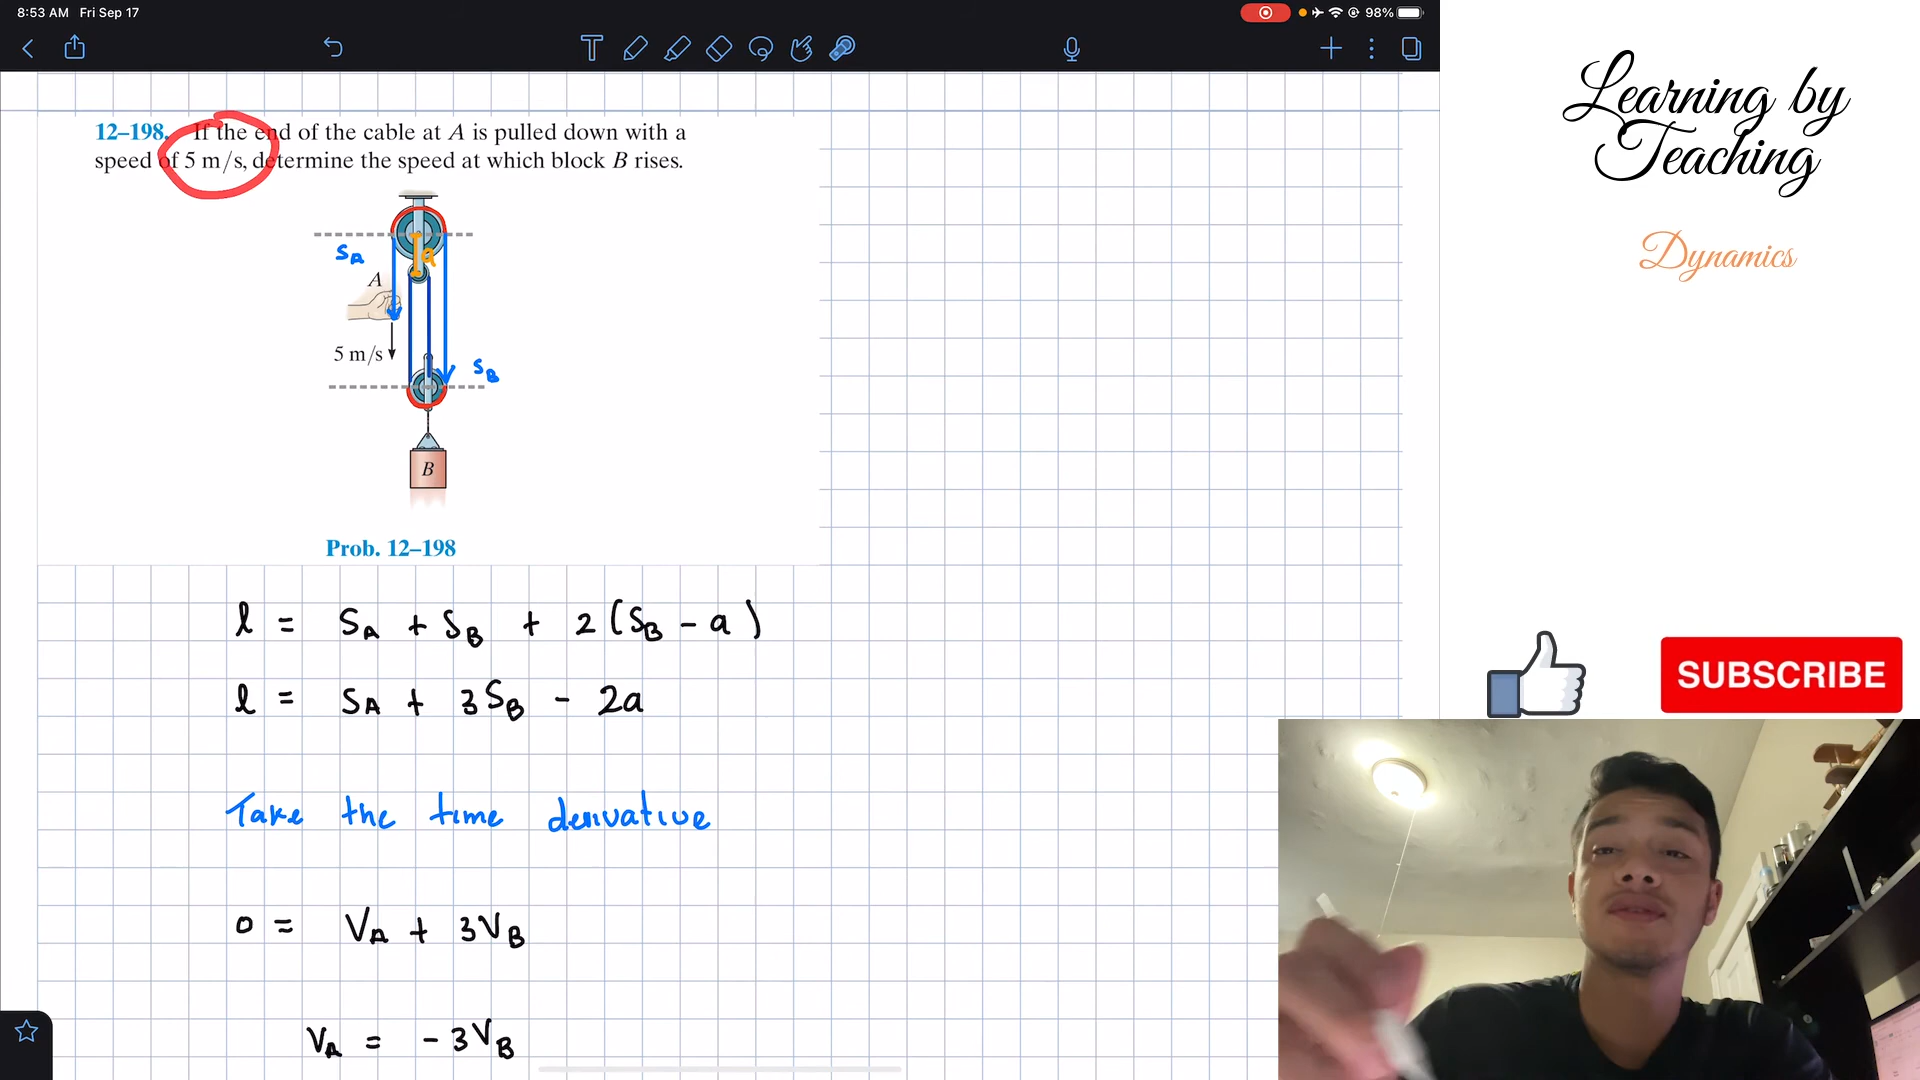 8:53 AM Fri Sep 17
98%
12–198. If the end of the cable at A is pulled down with a
speed of 5 m/s, determine the speed at which block B rises.
SA
a
A
5 m/s
SB
B
Prob. 12–198
l = SA + SB + 2(SB - a)
l = SA + 3SB - 2a
Take the time derivative
0 = VA + 3VB
VA = - 3VB
Learning by
Teaching
Dynamics
SUBSCRIBE